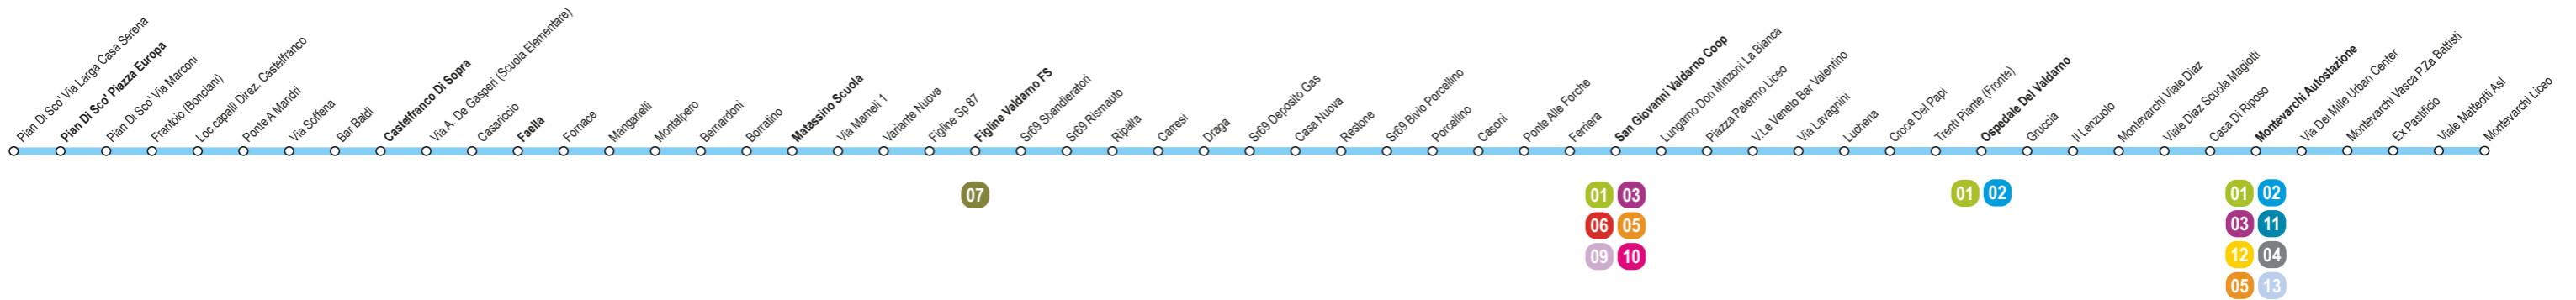 Pian Di Sco' Via Larga Casa Serena
Pian Di Sco' Piazza Europa
Pian Di Sco' Via Marconi
Frantoio (Bonciani)
Loc.capalli Direz. Castelfranco
Ponte A Mandri
Via Soffena
Bar Baldi
Castelfranco Di Sopra
Via A. De Gasperi (Scuola Elementare)
Casariccio
Faella
Fornace
Manganelli
Montalpero
Bernardoni
Borratino
Matassino Scuola
Via Mameli 1
Variante Nuova
Figline Sp 87
Figline Valdarno FS
Sr69 Sbandieratori
Sr69 Rismauto
Ripalta
Carresi
Draga
Sr69 Deposito Gas
Casa Nuova
Restone
Sr69 Bivio Porcellino
Porcellino
Casoni
Ponte Alle Forche
Ferriera
San Giovanni Valdarno Coop
Lungarno Don Minzoni La Bianca
Piazza Palermo Liceo
V.Le Veneto Bar Valentino
Via Lavagnini
Lucheria
Croce Del Papi
Trenti Piante (Fronte)
Ospedale Del Valdarno
Gruccia
Il Lenzuolo
Montevarchi Viale Diaz
Viale Diaz Scuola Magiotti
Casa Di Riposo
Montevarchi Autostazione
Via Dei Mille Urban Center
Montevarchi Vasca P.Za Battisti
Ex Pastificio
Viale Matteotti Asl
Montevarchi Liceo
07
01 03
06 05
09 10
01 02
01 02
03 11
12 04
05 13